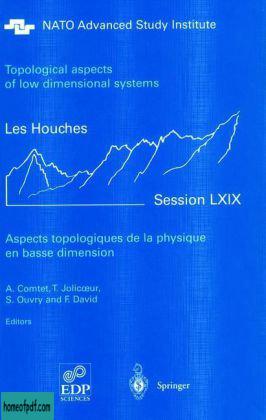 NATO Advanced Study Institute
Topological aspects
of low dimensional systems
Les Houches
Session LXIX
Aspects topologiques de la physique
en basse dimension
A. Comtet, T. Jolicœur,
S. Ouvry and F. David
Editors
EDP
SCIENCES
Springer
homeofpdf.com